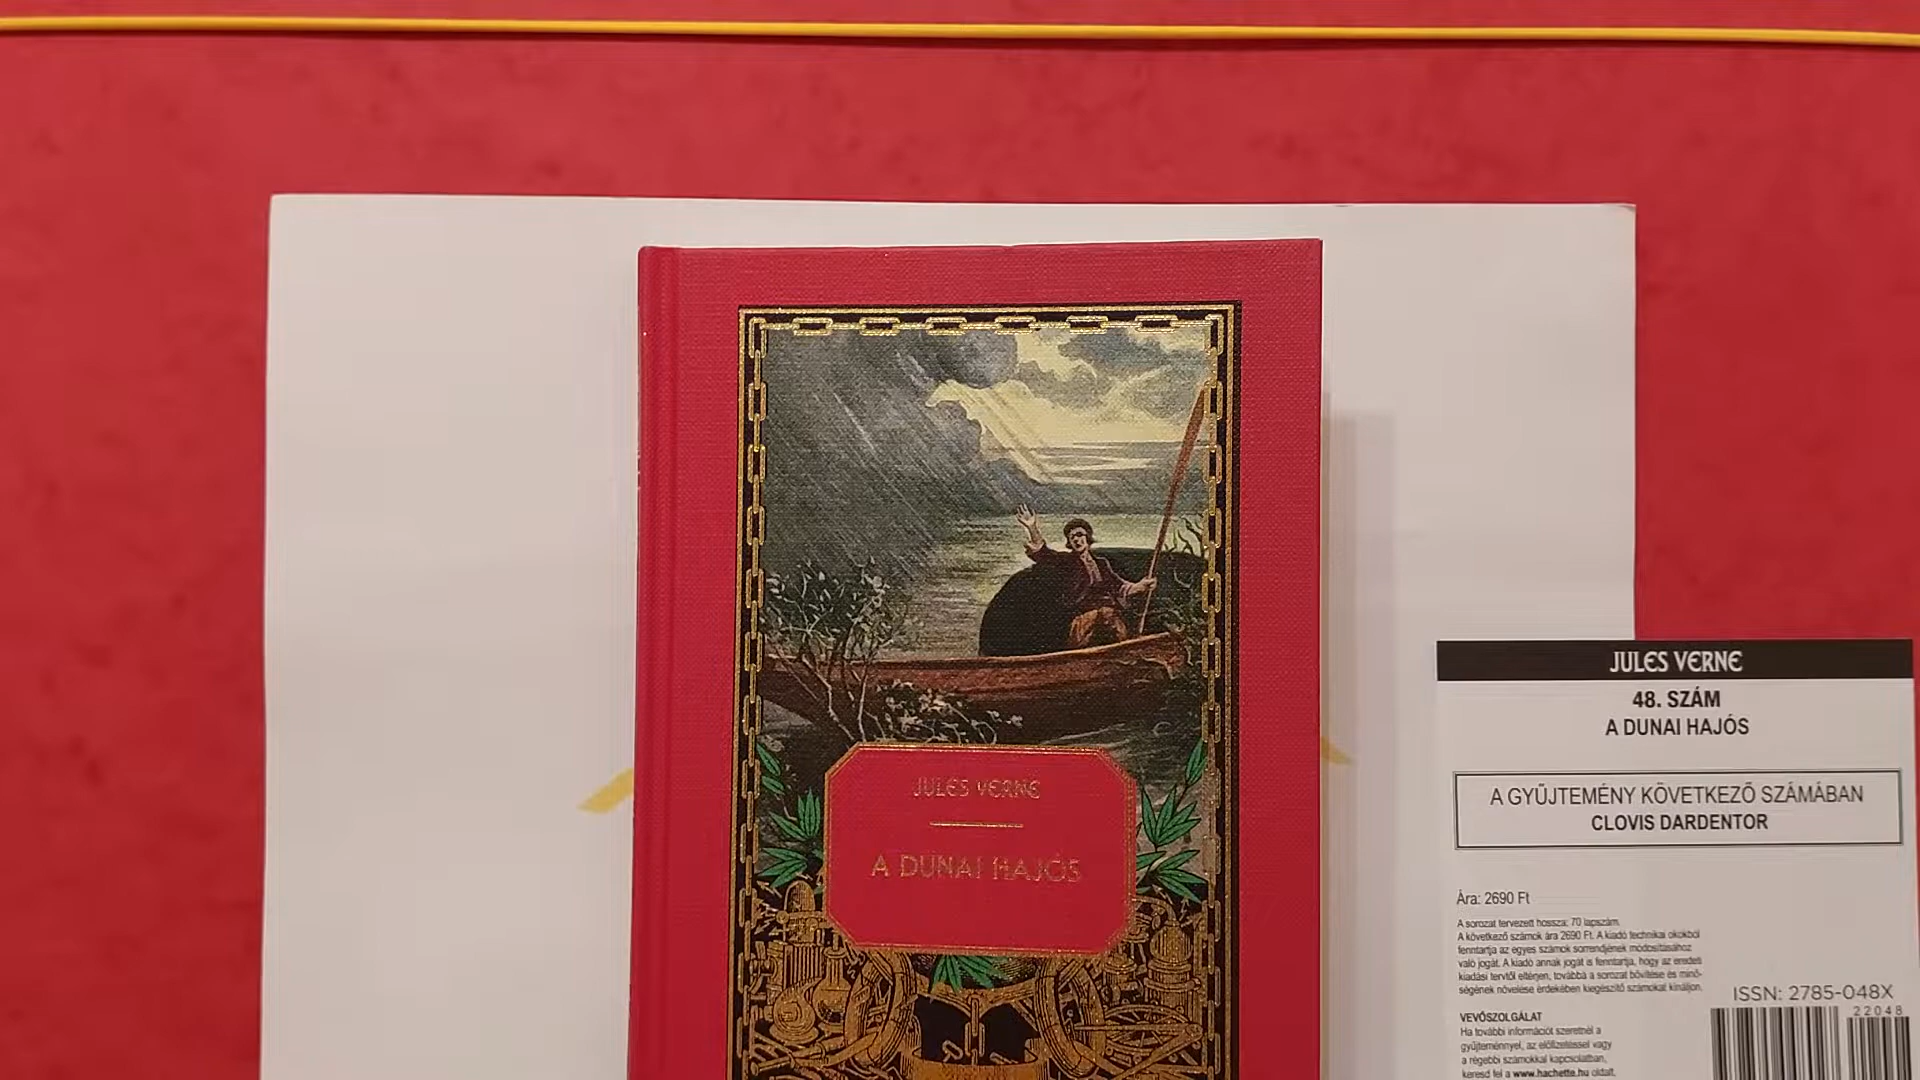 JULES VERNE
A DUNAI HAJÓS
JULES VERNE
48. SZÁM
A DUNAI HAJÓS
A GYŰJTEMÉNY KÖVETKEZŐ SZÁMÁBAN
CLOVIS DARDENTOR
Ára: 2690 Ft
A sorozat tervezett hossza: 70 lapszám.
A következő számok ára 2690 Ft. A kiadó technikai okokból
fenntartja az egyes számok sorrendjének módosításához
való jogát. A kiadó annak jogát is fenntartja, hogy az eredeti
kiadási tervtől eltérjen, továbbá a sorozat bővítése és minő-
ségének növelése érdekében kiegészítő számokat kínáljon.
ISSN: 2785-048X
22048
VEVŐSZOLGÁLAT
Ha további információt szeretnél a
gyűjteménnyel, az előfizetéssel vagy
a régebbi számokkal kapcsolatban,
keresd fel a www.hachette.hu oldalt.